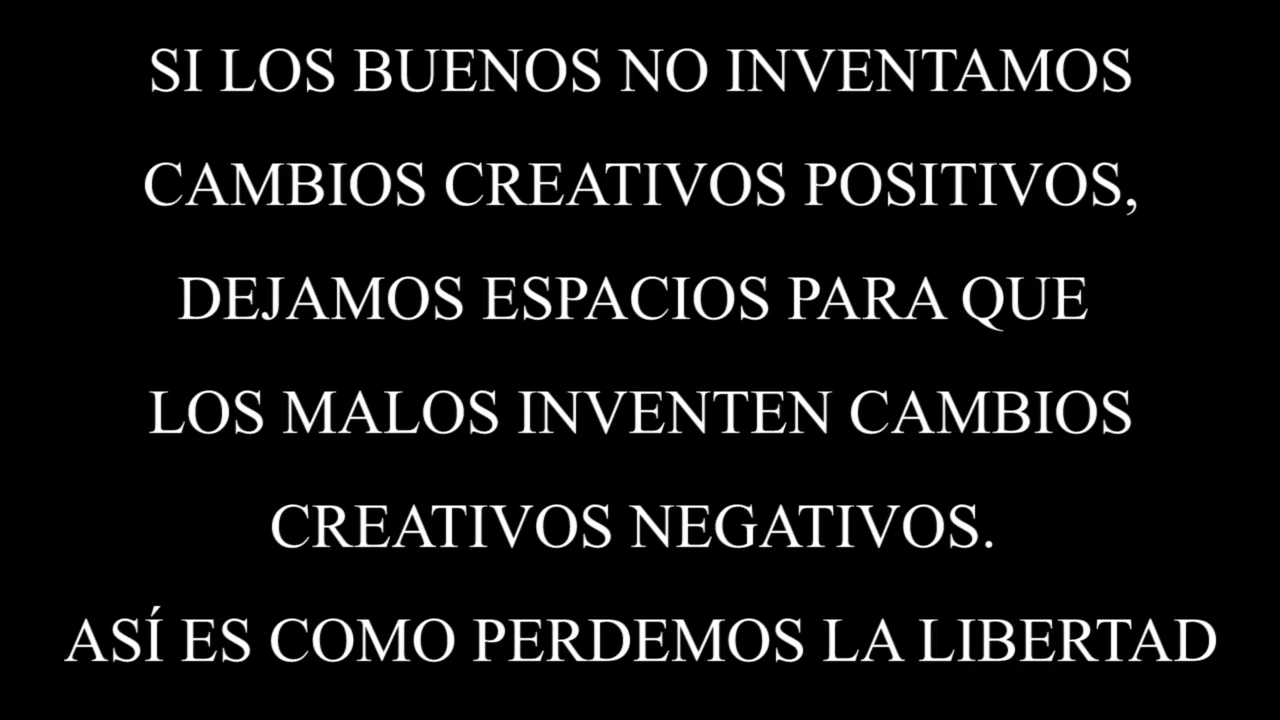 SI LOS BUENOS NO INVENTAMOS
CAMBIOS CREATIVOS POSITIVOS,
DEJAMOS ESPACIOS PARA QUE
LOS MALOS INVENTEN CAMBIOS
CREATIVOS NEGATIVOS.
ASÍ ES COMO PERDEMOS LA LIBERTAD